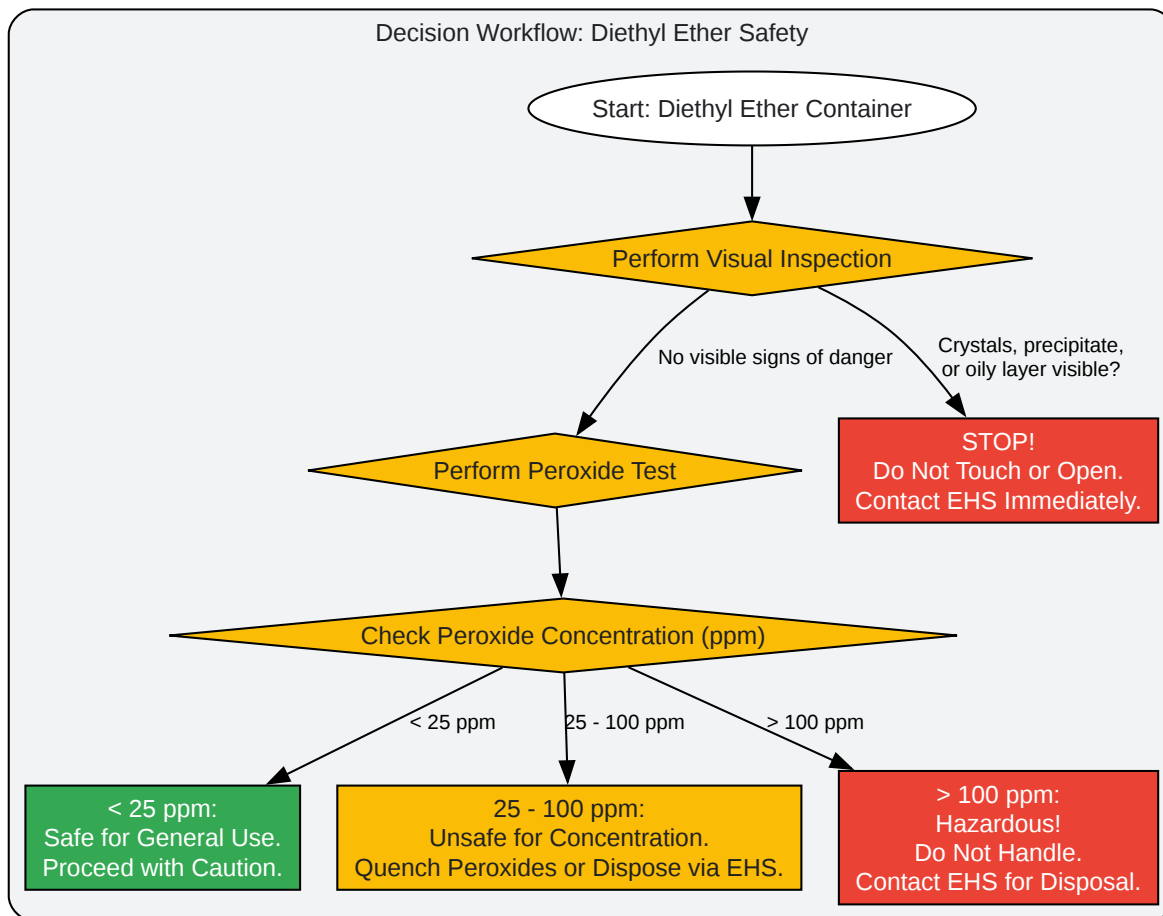 Decision Workflow: Diethyl Ether Safety
Start: Diethyl Ether Container
Perform Visual Inspection
No visible signs of danger
Crystals, precipitate,
or oily layer visible?
Perform Peroxide Test
STOP!
Do Not Touch or Open.
Contact EHS Immediately.
Check Peroxide Concentration (ppm)
< 25 ppm
25 - 100 ppm
> 100 ppm
< 25 ppm:
Safe for General Use.
Proceed with Caution.
25 - 100 ppm:
Unsafe for Concentration.
Quench Peroxides or Dispose via EHS.
> 100 ppm:
Hazardous!
Do Not Handle.
Contact EHS for Disposal.